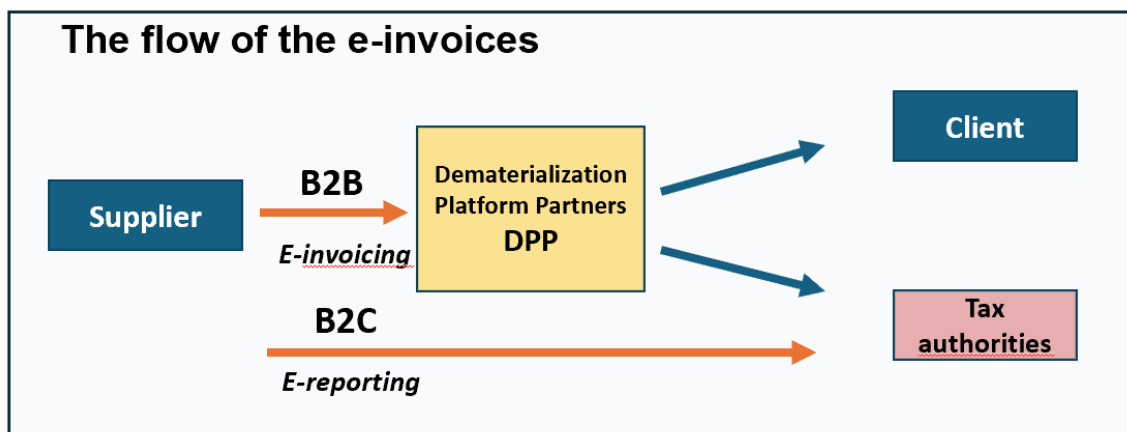 The flow of the e-invoices
Client
Supplier
B2B
E-invoicing
Dematerialization
Platform Partners
DPP
B2C
E-reporting
Tax
authorities